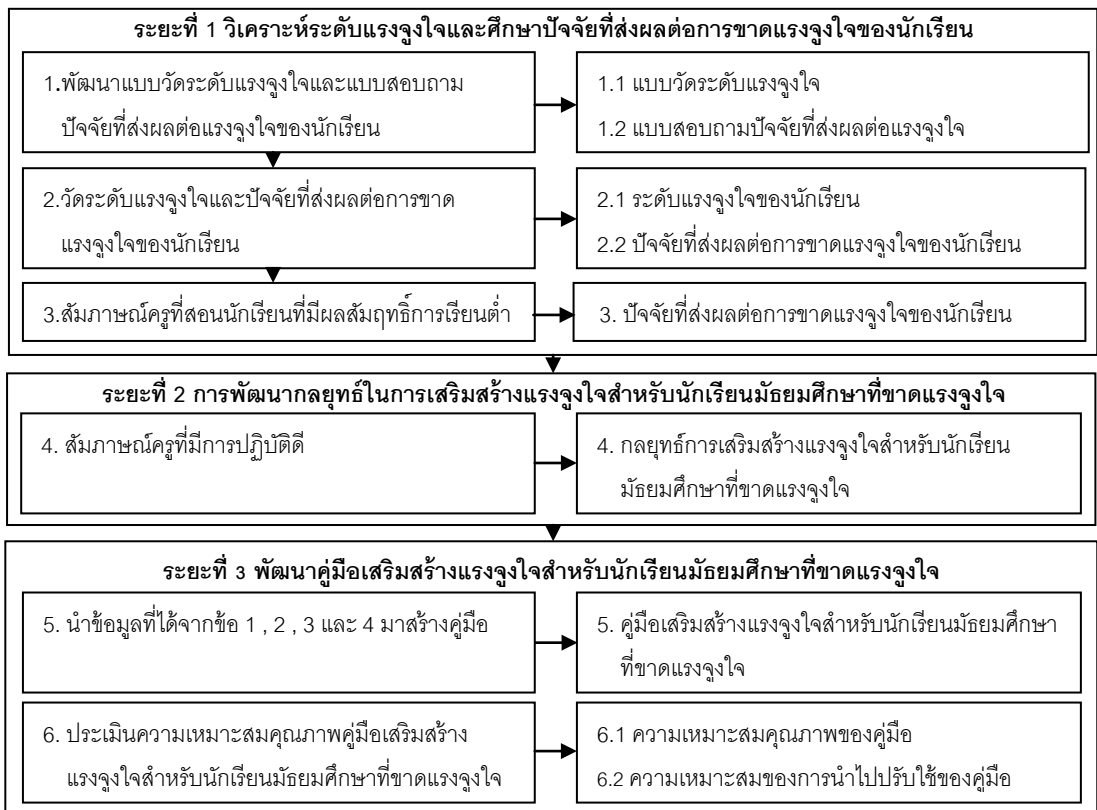 ระยะที่ 1 วิเคราะห์ระดับแรงจูงใจและศึกษาปัจจัยที่ส่งผลต่อการขาดแรงจูงใจของนักเรียน
1.พัฒนาแบบวัดระดับแรงจูงใจและแบบสอบถาม
ปัจจัยที่ส่งผลต่อแรงจูงใจของนักเรียน
1.1 แบบวัดระดับแรงจูงใจ
1.2 แบบสอบถามปัจจัยที่ส่งผลต่อแรงจูงใจ
2.วัดระดับแรงจูงใจและปัจจัยที่ส่งผลต่อการขาด
แรงจูงใจของนักเรียน
2.1 ระดับแรงจูงใจของนักเรียน
2.2 ปัจจัยที่ส่งผลต่อการขาดแรงจูงใจของนักเรียน
3.สัมภาษณ์ครูที่สอนนักเรียนที่มีผลสัมฤทธิ์การเรียนต่ำ
3. ปัจจัยที่ส่งผลต่อการขาดแรงจูงใจของนักเรียน
ระยะที่ 2 การพัฒนากลยุทธ์ในการเสริมสร้างแรงจูงใจสำหรับนักเรียนมัธยมศึกษาที่ขาดแรงจูงใจ
4. สัมภาษณ์ครูที่มีการปฏิบัติดี
4. กลยุทธ์การเสริมสร้างแรงจูงใจสำหรับนักเรียน
มัธยมศึกษาที่ขาดแรงจูงใจ
ระยะที่ 3 พัฒนาคู่มือเสริมสร้างแรงจูงใจสำหรับนักเรียนมัธยมศึกษาที่ขาดแรงจูงใจ
5. นำข้อมูลที่ได้จากข้อ 1 , 2 , 3 และ 4 มาสร้างคู่มือ
5. คู่มือเสริมสร้างแรงจูงใจสำหรับนักเรียนมัธยมศึกษา
ที่ขาดแรงจูงใจ
6. ประเมินความเหมาะสมคุณภาพคู่มือเสริมสร้าง
แรงจูงใจสำหรับนักเรียนมัธยมศึกษาที่ขาดแรงจูงใจ
6.1 ความเหมาะสมคุณภาพของคู่มือ
6.2 ความเหมาะสมของการนำไปปรับใช้ของคู่มือ